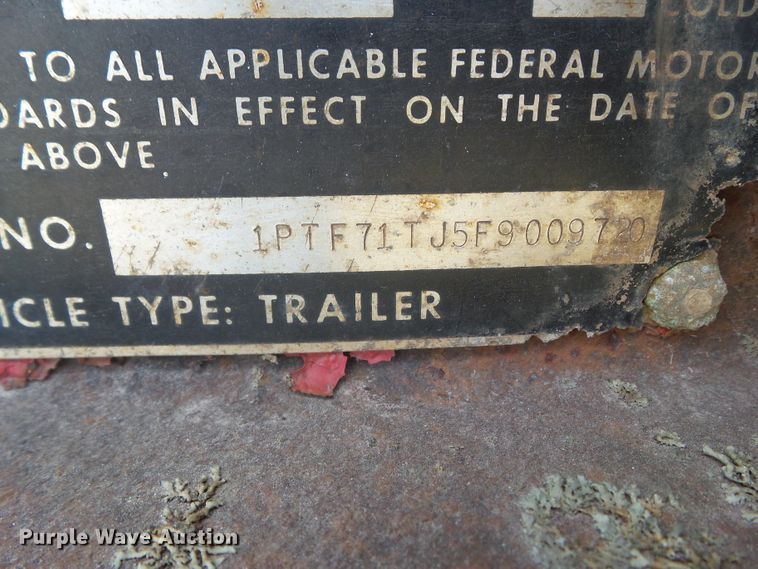 COLD
TO ALL APPLICABLE FEDERAL MOTOR
DARDS IN EFFECT ON THE DATE OF
ABOVE.
NO. 1PTF71TJ5F9009720
ICLE TYPE: TRAILER
Purple Wave Auction